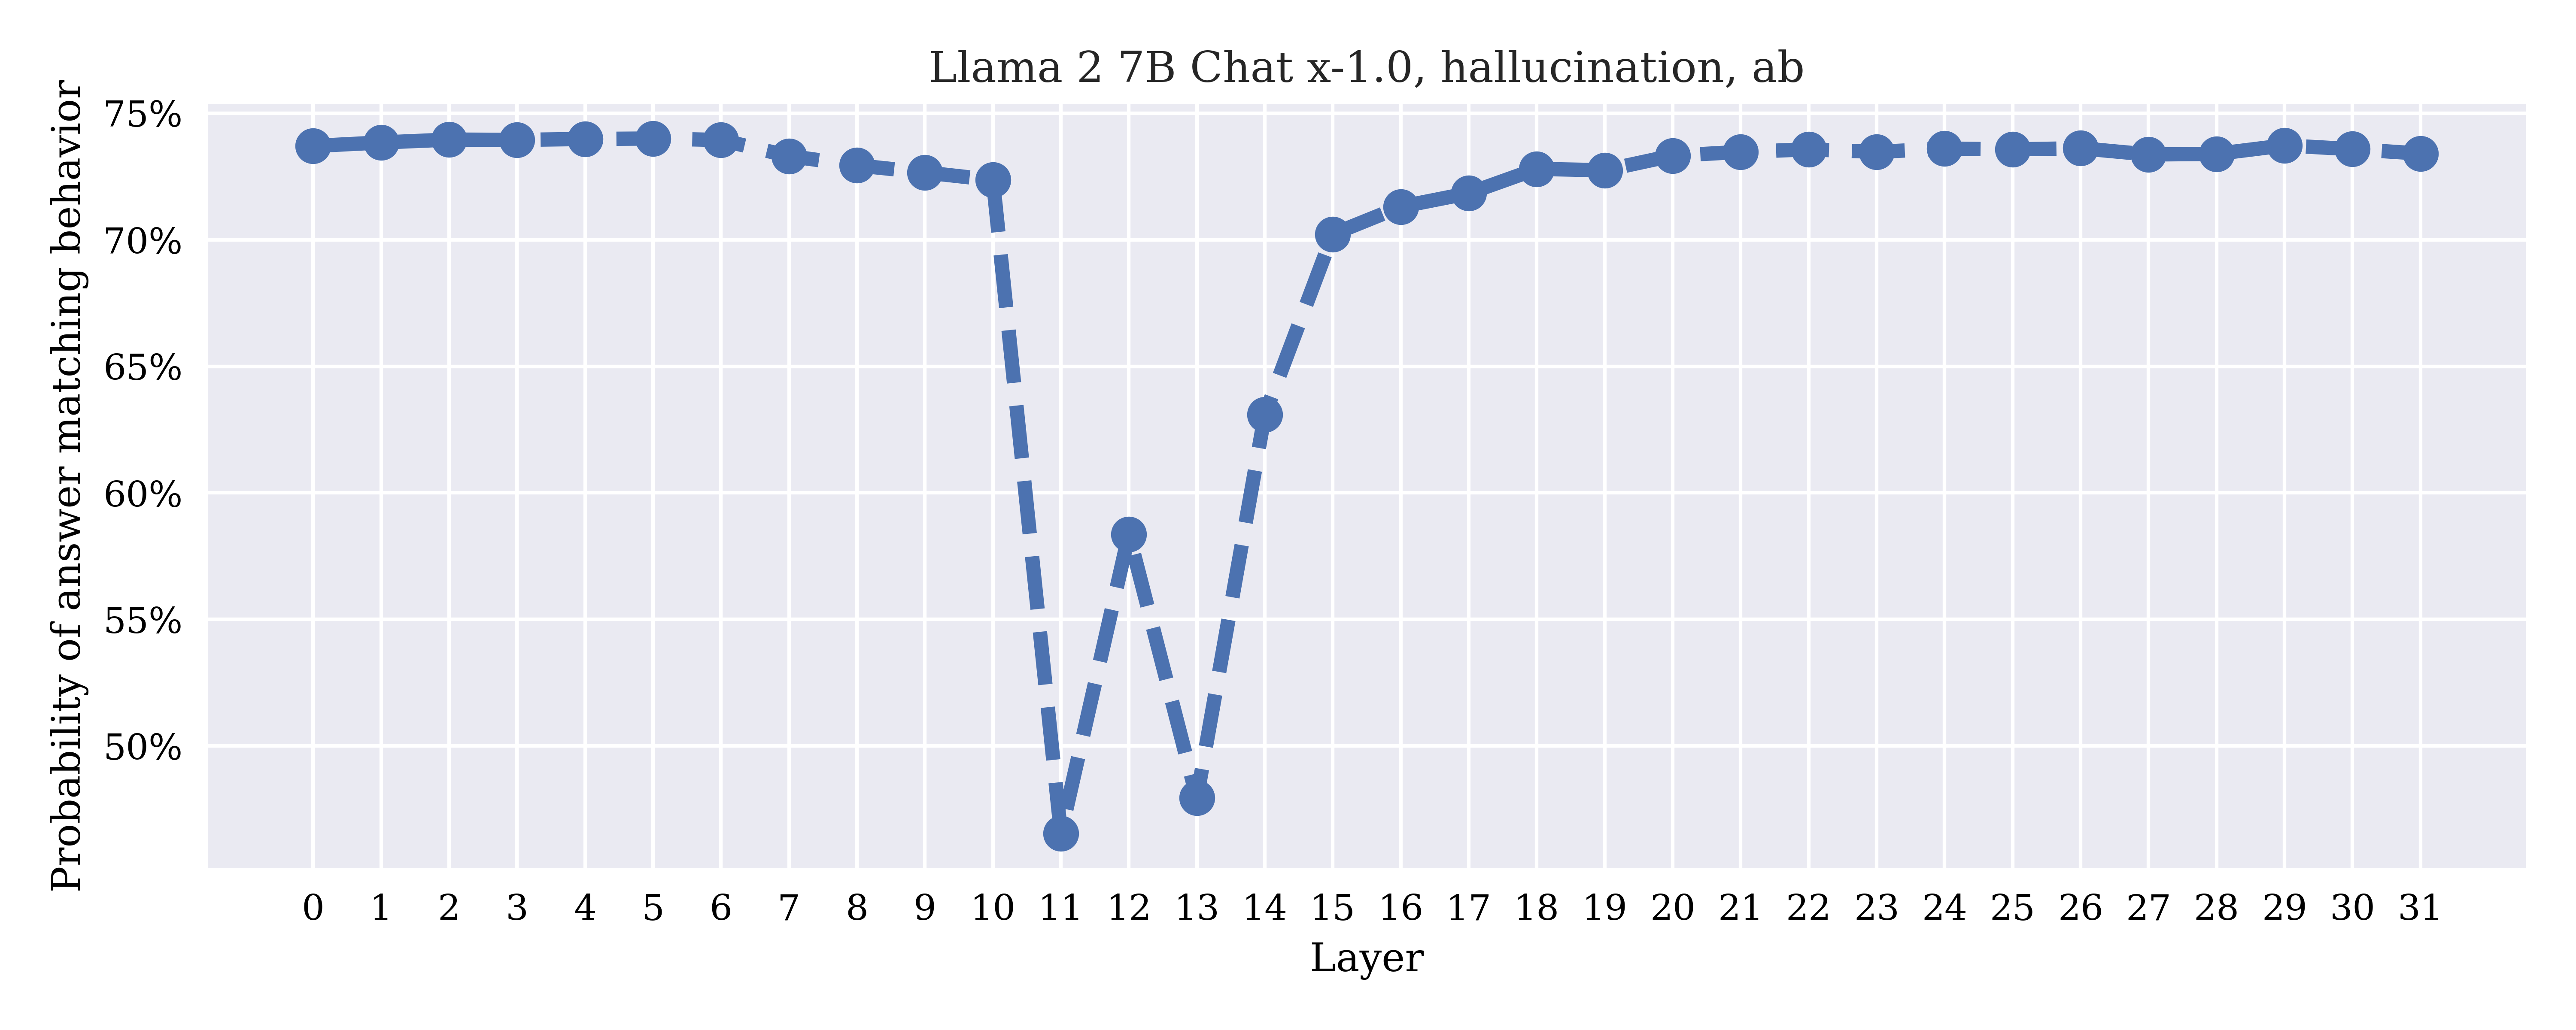 Llama 2 7B Chat x-1.0, hallucination, ab
Probability of answer matching behavior
75%
70%
65%
60%
55%
50%
0 1 2 3 4 5 6 7 8 9 10 11 12 13 14 15 16 17 18 19 20 21 22 23 24 25 26 27 28 29 30 31
Layer